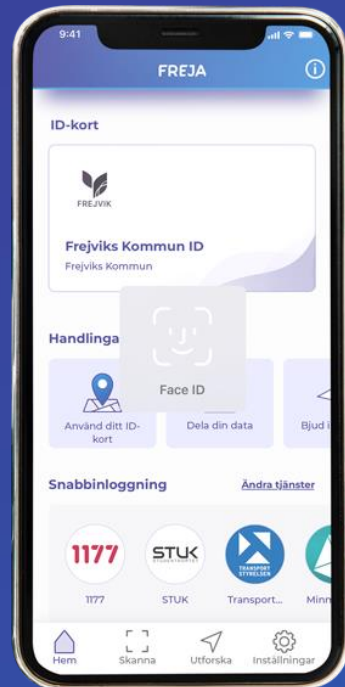 9:41
FREJA
ID-kort
FREJVIK
Frejviks Kommun ID
Frejviks Kommun
Handlinga
Face ID
Använd ditt ID-
kort
Dela din data
Bjud i
Snabbinloggning
Ändra tjänster
1177
STUK
STUDENTKORTET
TRANSPORT
STYRELSEN
1177
STUK
Transport...
Minn
Hem
Skanna
Utforska
Inställningar